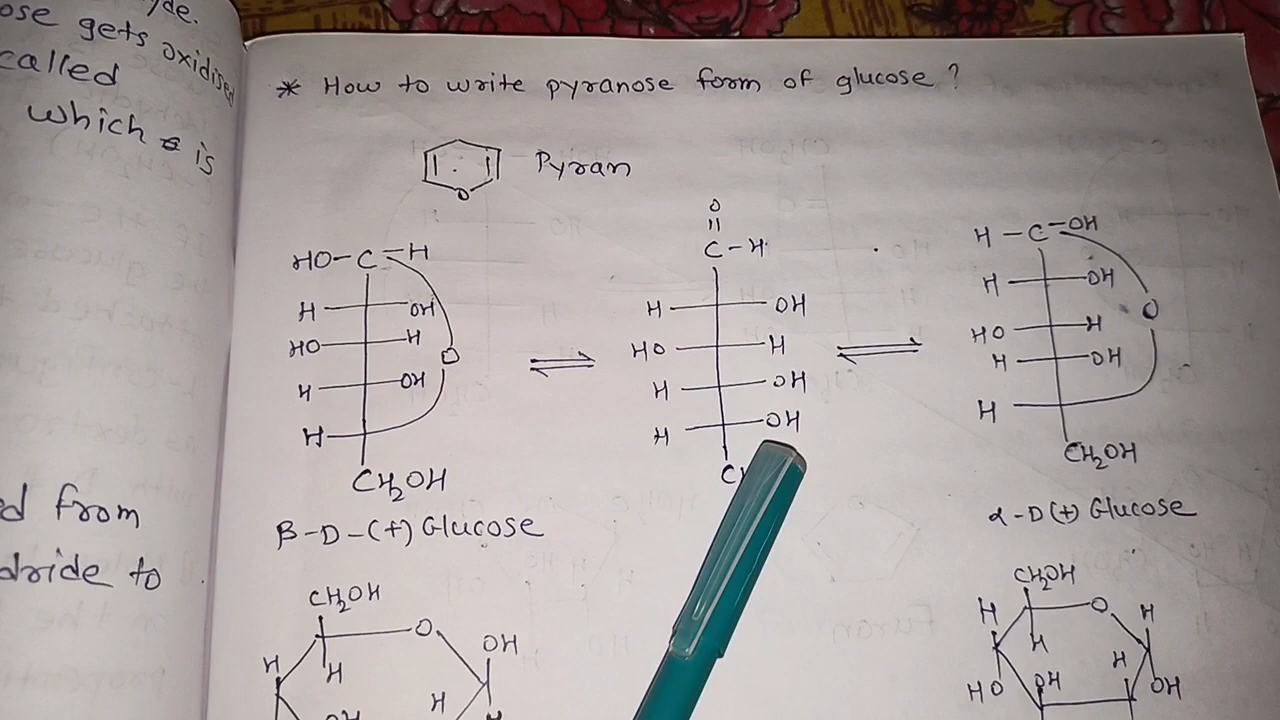 yde.
ose gets oxidised
called
which is
d from
dride to
* How to write pyranose form of glucose?
Pyran
O
HO-C-H
H OH
HO H
O
H OH
H
CH2OH
β-D-(+) Glucose
O
C-H
H OH
HO H
H OH
H OH
C
H-C-OH
H OH
O
HO H
H OH
H
CH2OH
α-D(+) Glucose
CH2OH
O
OH
H
H
H
OH
H
CH2OH
O
H
H
H
H
HO
OH
OH